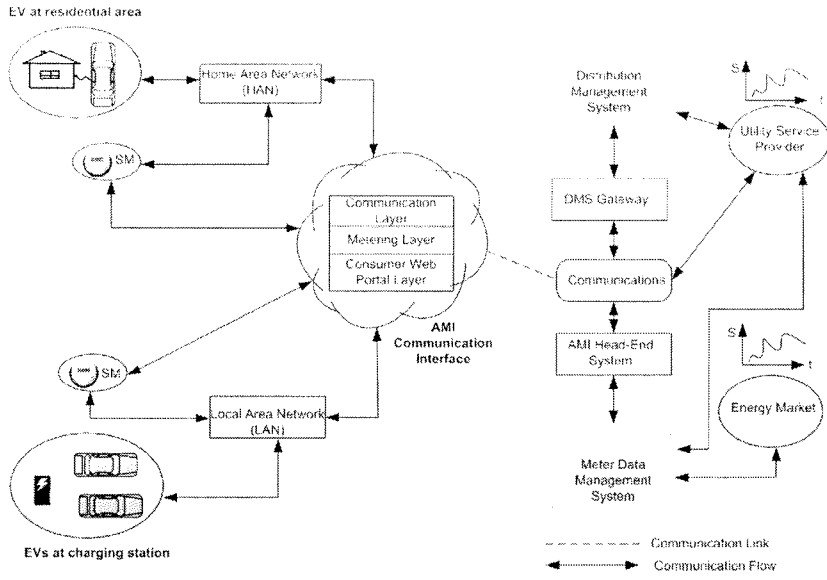 EV at residential area
Home Area Network
(HAN)
SM
Communication
Layer
Metering Layer
Consumer Web
Portal Layer
AMI
Communication
Interface
SM
Local Area Network
(LAN)
EVs at charging station
Distribution
Management
System
DMS Gateway
Communications
AMI Head-End
System
Meter Data
Management
System
S
t
Utility Service
Provider
S
t
Energy Market
Communication Link
Communication Flow